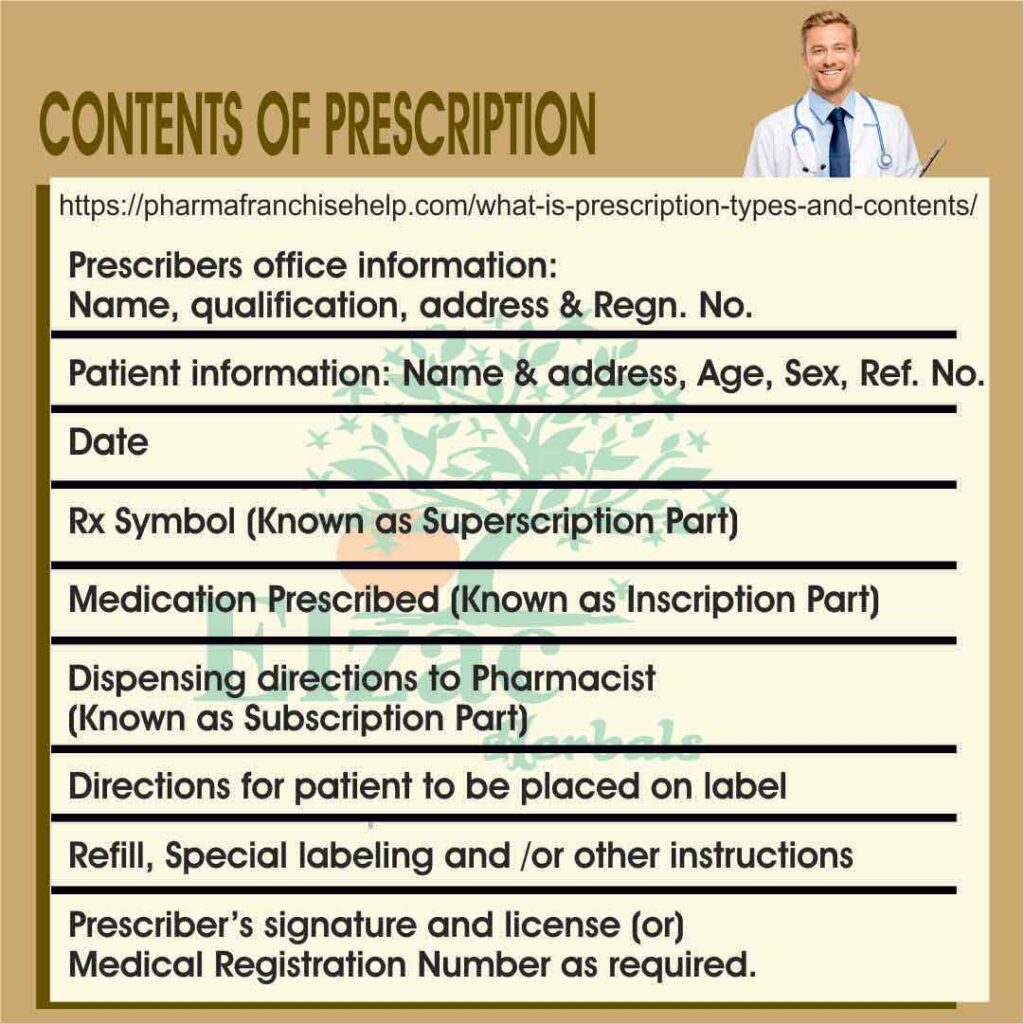 CONTENTS OF PRESCRIPTION
https://pharmafranchisehelp.com/what-is-prescription-types-and-contents/
Prescribers office information:
Name, qualification, address & Regn. No.
Patient information: Name & address, Age, Sex, Ref. No.
Date
Rx Symbol (Known as Superscription Part)
Medication Prescribed (Known as Inscription Part)
Elzac
Dispensing directions to Pharmacist
(Known as Subscription Part)
Herbals
Directions for patient to be placed on label
Refill, Special labeling and /or other instructions
Prescriber's signature and license (or)
Medical Registration Number as required.